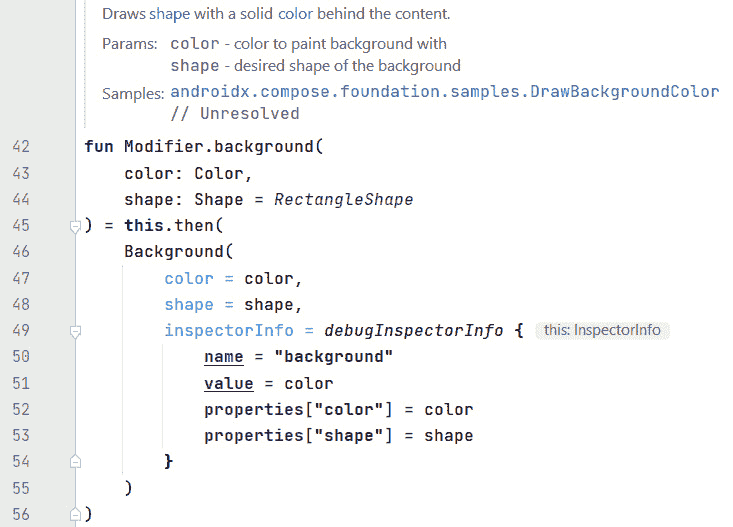 Draws shape with a solid color behind the content.
Params: color - color to paint background with
shape - desired shape of the background
Samples: androidx.compose.foundation.samples.DrawBackgroundColor
// Unresolved
42 fun Modifier.background(
43     color: Color,
44     shape: Shape = RectangleShape
45 ) = this.then(
46     Background(
47         color = color,
48         shape = shape,
49         inspectorInfo = debugInspectorInfo { this: InspectorInfo
50             name = "background"
51             value = color
52             properties["color"] = color
53             properties["shape"] = shape
54         }
55     )
56 )